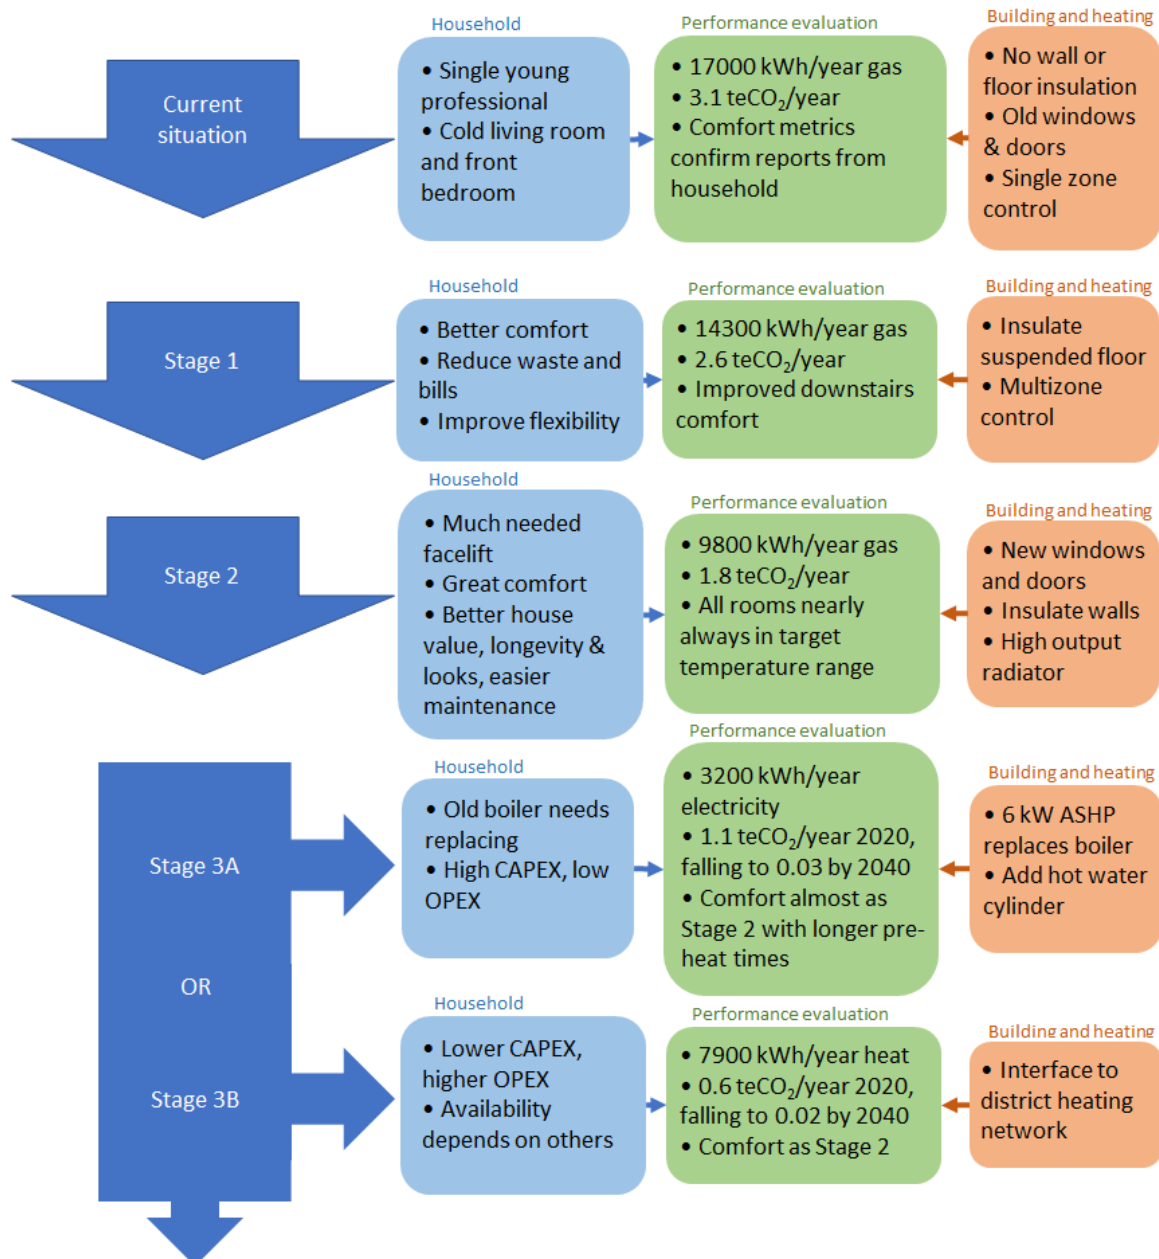 Current
situation
Household
• Single young
professional
• Cold living room
and front
bedroom
Performance evaluation
• 17000 kWh/year gas
• 3.1 teCO₂/year
• Comfort metrics
confirm reports from
household
Building and heating
• No wall or
floor insulation
• Old windows
& doors
• Single zone
control
Stage 1
Household
• Better comfort
• Reduce waste and
bills
• Improve flexibility
Performance evaluation
• 14300 kWh/year gas
• 2.6 teCO₂/year
• Improved downstairs
comfort
Building and heating
• Insulate
suspended floor
• Multizone
control
Stage 2
Household
• Much needed
facelift
• Great comfort
• Better house
value, longevity &
looks, easier
maintenance
Performance evaluation
• 9800 kWh/year gas
• 1.8 teCO₂/year
• All rooms nearly
always in target
temperature range
Building and heating
• New windows
and doors
• Insulate walls
• High output
radiator
Stage 3A
Household
• Old boiler needs
replacing
• High CAPEX, low
OPEX
Performance evaluation
• 3200 kWh/year
electricity
• 1.1 teCO₂/year 2020,
falling to 0.03 by 2040
• Comfort almost as
Stage 2 with longer pre-
heat times
Building and heating
• 6 kW ASHP
replaces boiler
• Add hot water
cylinder
OR
Stage 3B
Household
• Lower CAPEX,
higher OPEX
• Availability
depends on others
Performance evaluation
• 7900 kWh/year heat
• 0.6 teCO₂/year 2020,
falling to 0.02 by 2040
• Comfort as Stage 2
Building and heating
• Interface to
district heating
network